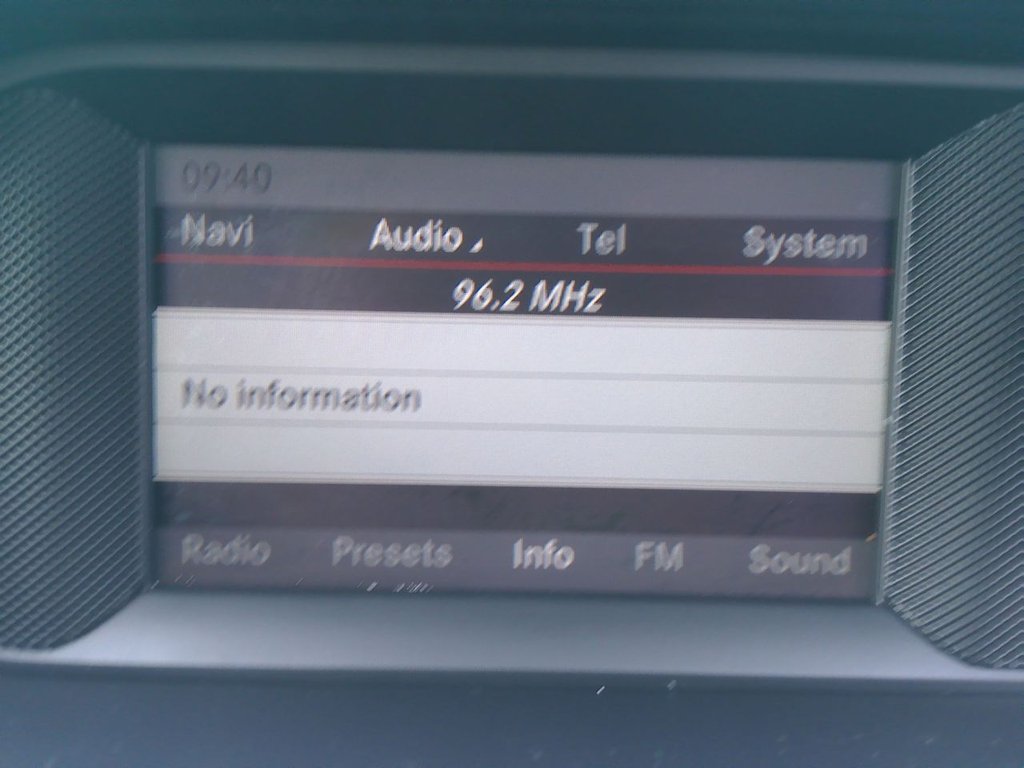 09:40
Navi Audio Tel System
96.2 MHz
No information
Radio Presets Info FM Sound